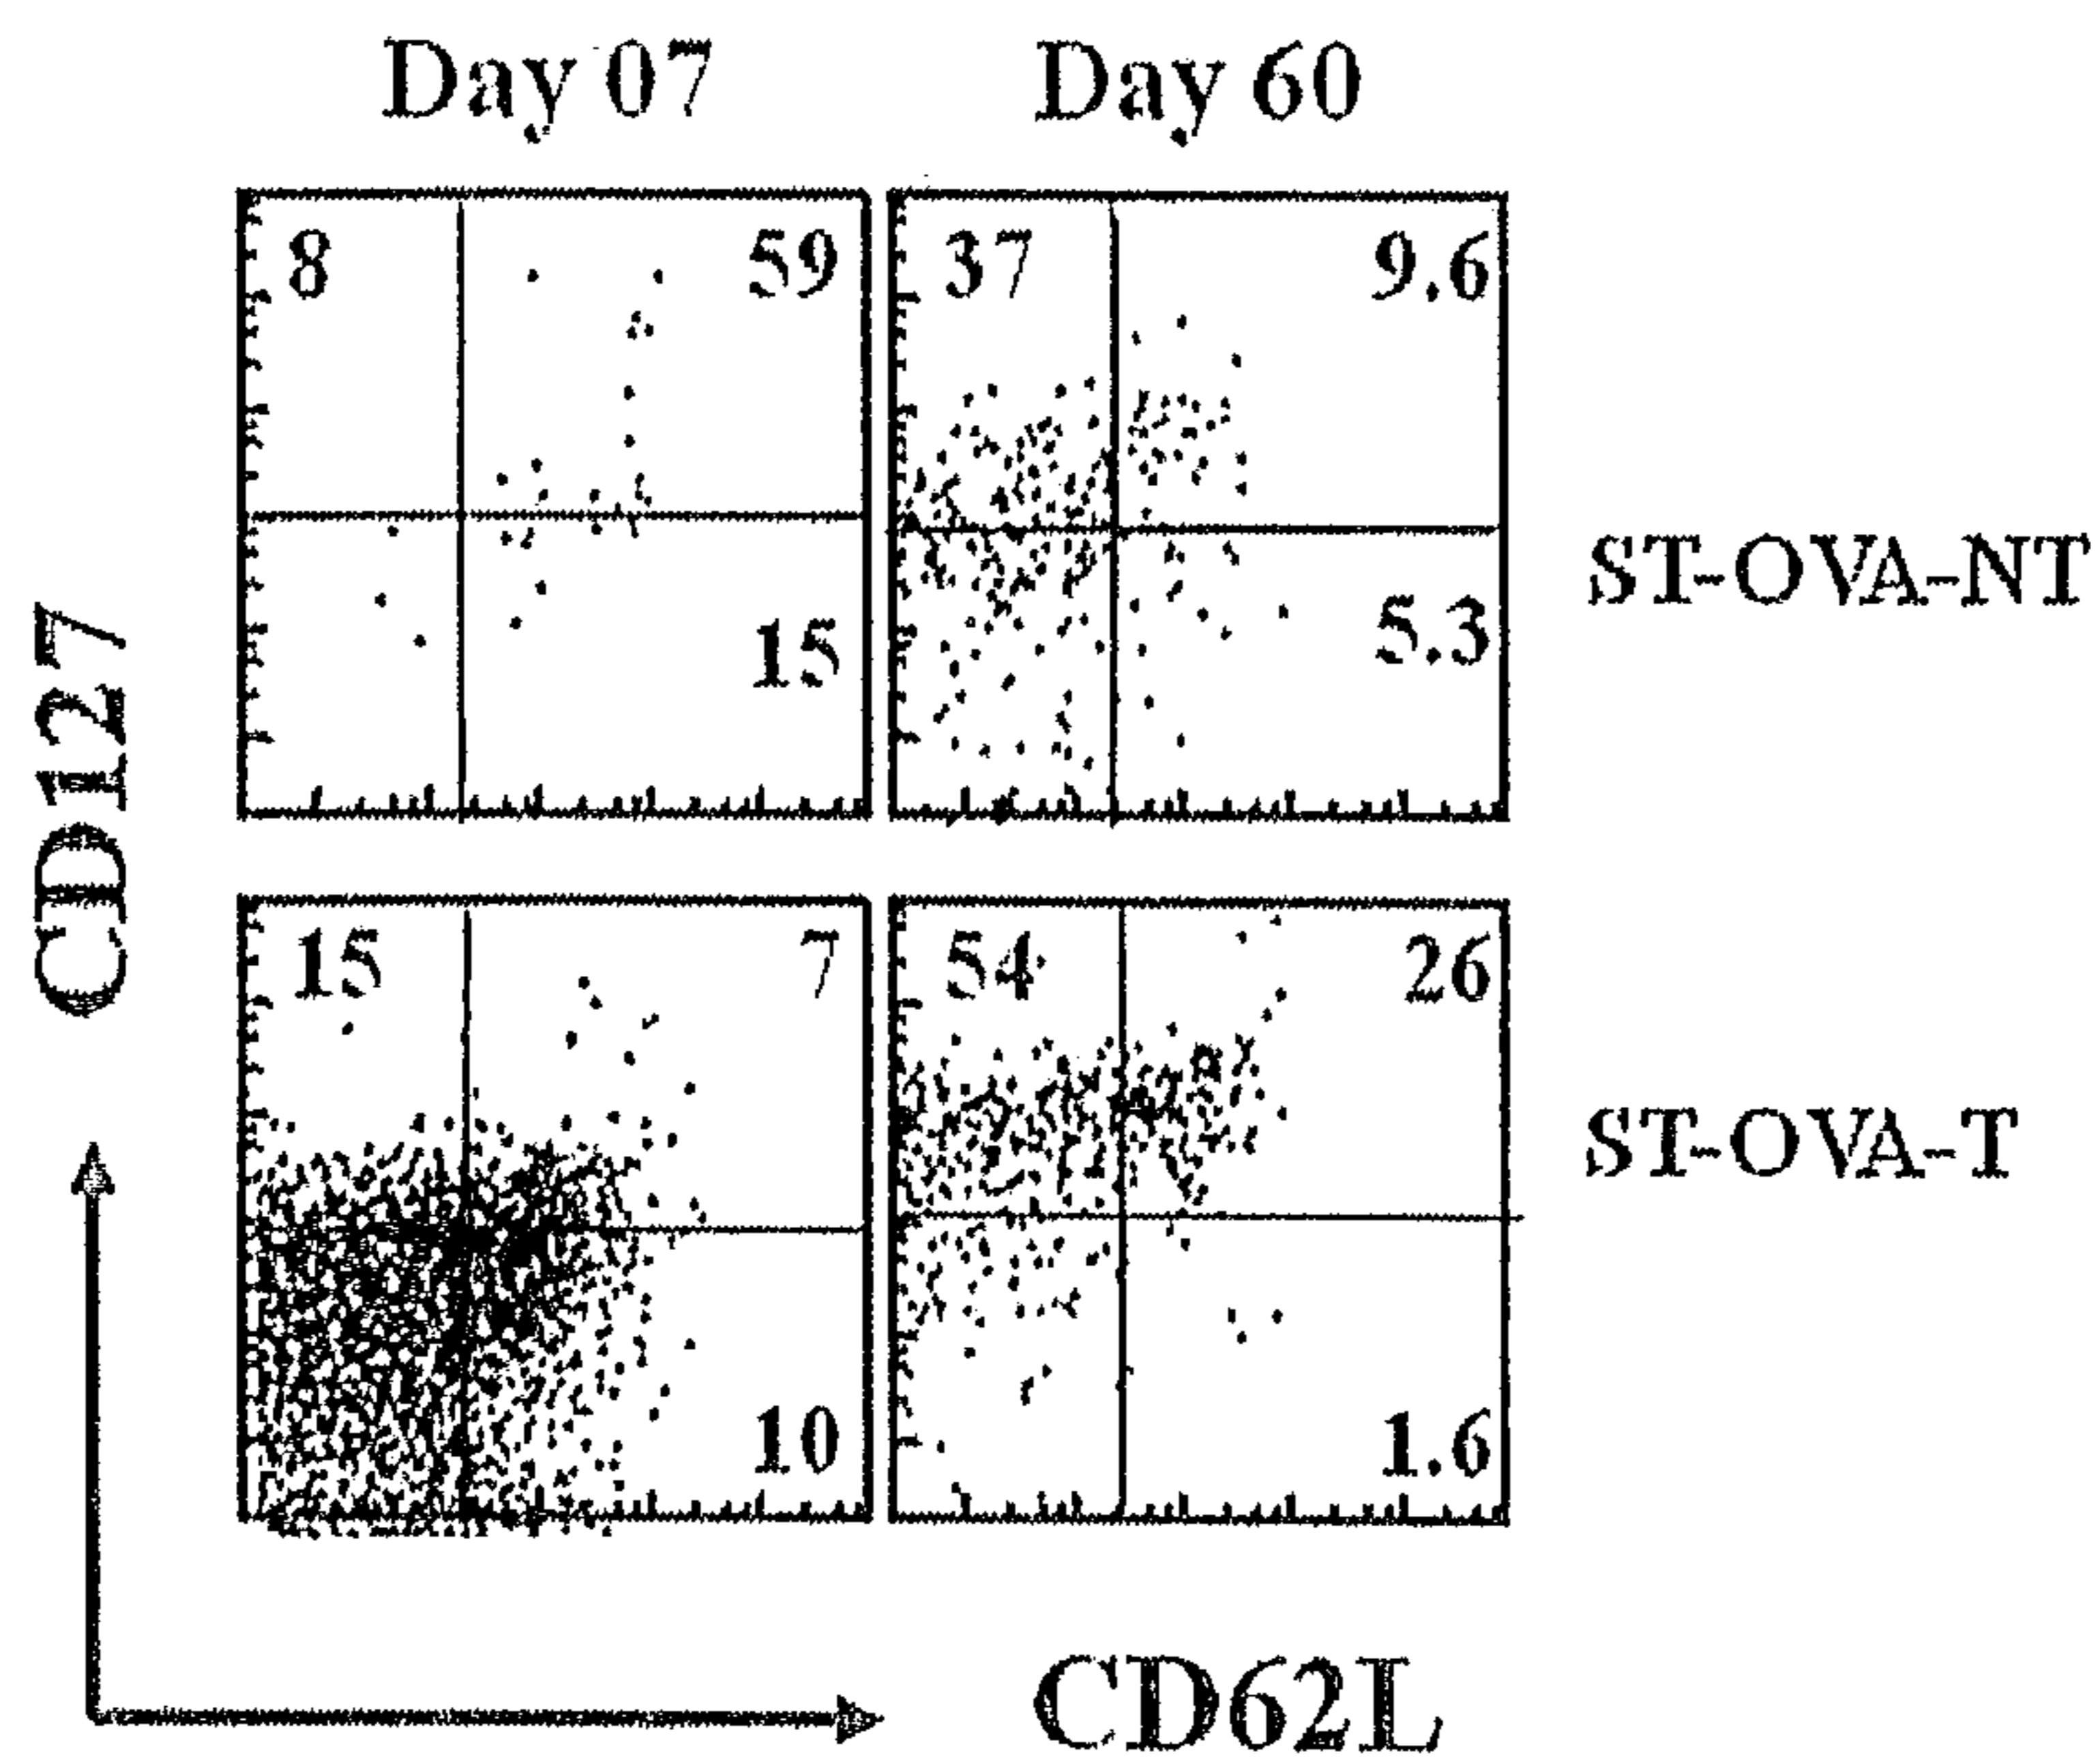 Day 07 Day 60
8 59 37 9.6
15 5.3
ST-OVA-NT
15 7 54 26
10 1.6
ST-OVA-T
CD127
CD62L